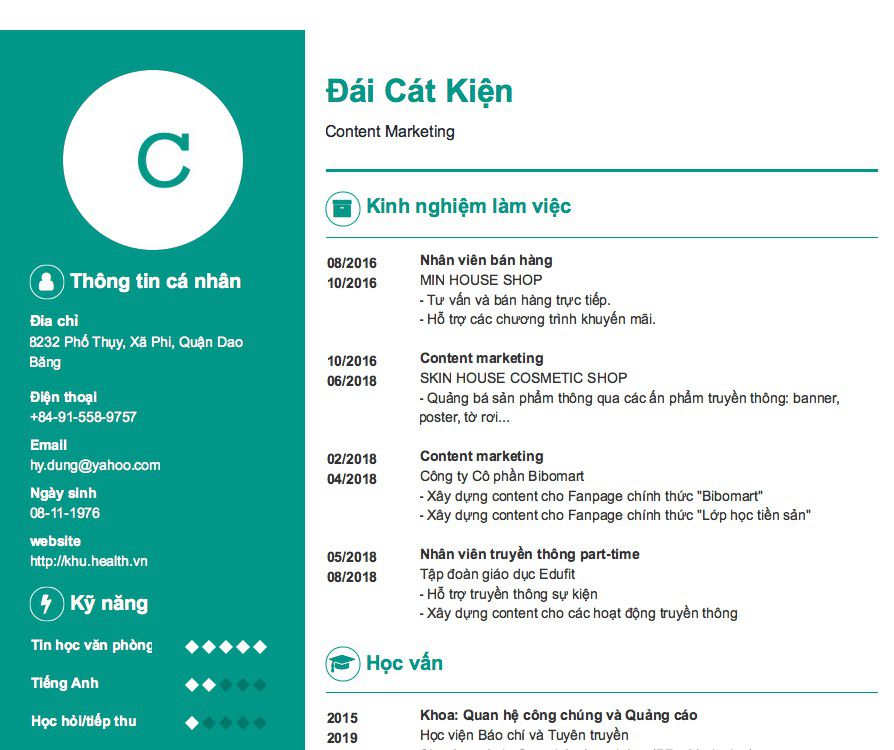 C
Thông tin cá nhân
Địa chỉ
8232 Phố Thụy, Xã Phi, Quận Dao
Băng
Điện thoại
+84-91-558-9757
Email
hy.dung@yahoo.com
Ngày sinh
08-11-1976
website
http://khu.health.vn
Kỹ năng
Tin học văn phòng
Tiếng Anh
Học hỏi/tiếp thu
Đái Cát Kiện
Content Marketing
Kinh nghiệm làm việc
08/2016 Nhân viên bán hàng
10/2016 MIN HOUSE SHOP
- Tư vấn và bán hàng trực tiếp.
- Hỗ trợ các chương trình khuyến mãi.
10/2016 Content marketing
06/2018 SKIN HOUSE COSMETIC SHOP
- Quảng bá sản phẩm thông qua các ấn phẩm truyền thông: banner,
poster, tờ rơi...
02/2018 Content marketing
04/2018 Công ty Cô phần Bibomart
- Xây dựng content cho Fanpage chính thức "Bibomart"
- Xây dựng content cho Fanpage chính thức "Lớp học tiền sản"
05/2018 Nhân viên truyền thông part-time
08/2018 Tập đoàn giáo dục Edufit
- Hỗ trợ truyền thông sự kiện
- Xây dựng content cho các hoạt động truyền thông
Học vấn
2015 Khoa: Quan hệ công chúng và Quảng cáo
2019 Học viện Báo chí và Tuyên truyền